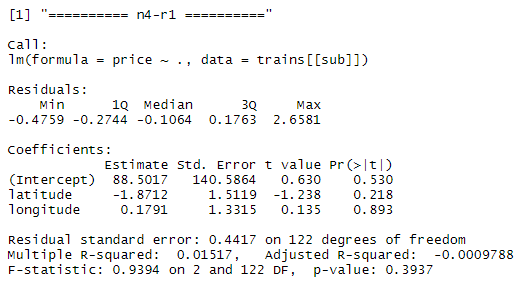 [1] "========== n4-r1 =========="
Call:
lm(formula = price ~ ., data = trains[[sub]])
Residuals:
    Min      1Q  Median      3Q     Max
-0.4759 -0.2744 -0.1064  0.1763  2.6581
Coefficients:
            Estimate Std. Error t value Pr(>|t|)
(Intercept)  88.5017   140.5864   0.630    0.530
latitude     -1.8712     1.5119  -1.238    0.218
longitude     0.1791     1.3315   0.135    0.893
Residual standard error: 0.4417 on 122 degrees of freedom
Multiple R-squared:  0.01517,   Adjusted R-squared:  -0.0009788
F-statistic: 0.9394 on 2 and 122 DF,  p-value: 0.3937